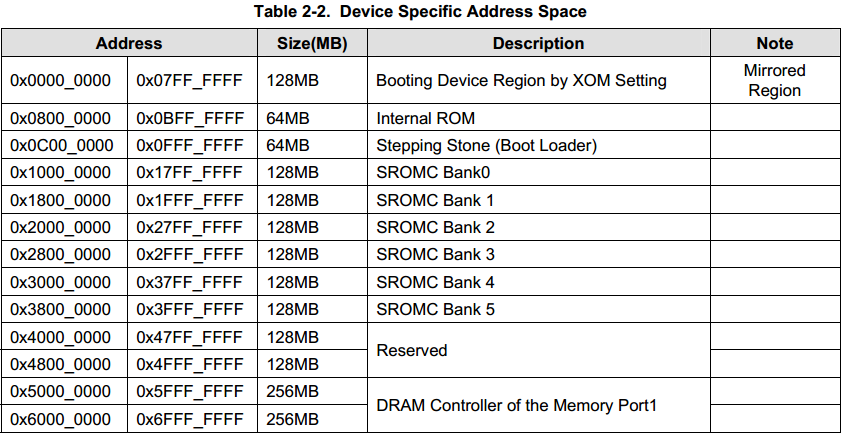 Table 2-2. Device Specific Address Space
Address Size(MB) Description Note
0x0000_0000 0x07FF_FFFF 128MB Booting Device Region by XOM Setting Mirrored Region
0x0800_0000 0x0BFF_FFFF 64MB Internal ROM
0x0C00_0000 0x0FFF_FFFF 64MB Stepping Stone (Boot Loader)
0x1000_0000 0x17FF_FFFF 128MB SROMC Bank0
0x1800_0000 0x1FFF_FFFF 128MB SROMC Bank 1
0x2000_0000 0x27FF_FFFF 128MB SROMC Bank 2
0x2800_0000 0x2FFF_FFFF 128MB SROMC Bank 3
0x3000_0000 0x37FF_FFFF 128MB SROMC Bank 4
0x3800_0000 0x3FFF_FFFF 128MB SROMC Bank 5
0x4000_0000 0x47FF_FFFF 128MB Reserved
0x4800_0000 0x4FFF_FFFF 128MB
0x5000_0000 0x5FFF_FFFF 256MB DRAM Controller of the Memory Port1
0x6000_0000 0x6FFF_FFFF 256MB